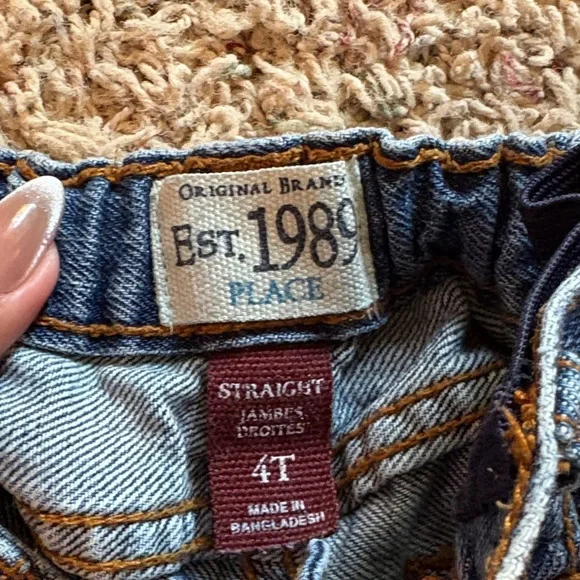 ORIGINAL BRAND
EST. 1989
PLACE
STRAIGHT
JAMBES
DROITES
4T
MADE IN
BANGLADESH